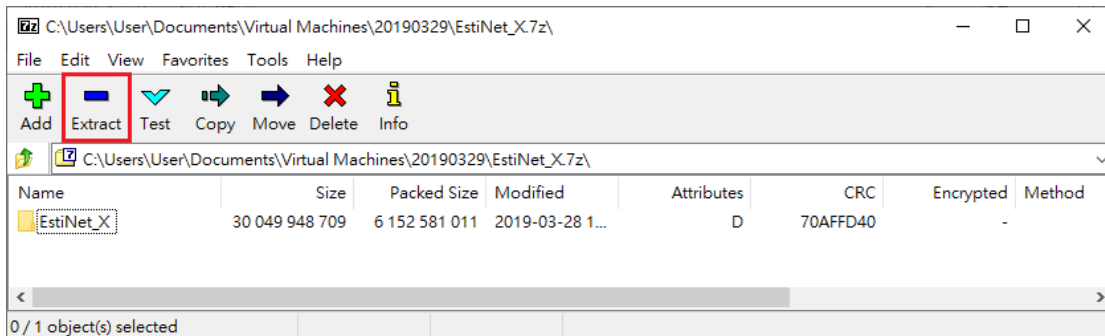 C:\Users\User\Documents\Virtual Machines\20190329\EstiNet_X.7z\
File Edit View Favorites Tools Help
Add Extract Test Copy Move Delete Info
C:\Users\User\Documents\Virtual Machines\20190329\EstiNet_X.7z\
Name Size Packed Size Modified Attributes CRC Encrypted Method
EstiNet_X 30 049 948 709 6 152 581 011 2019-03-28 1... D 70AFFD40 -
0 / 1 object(s) selected